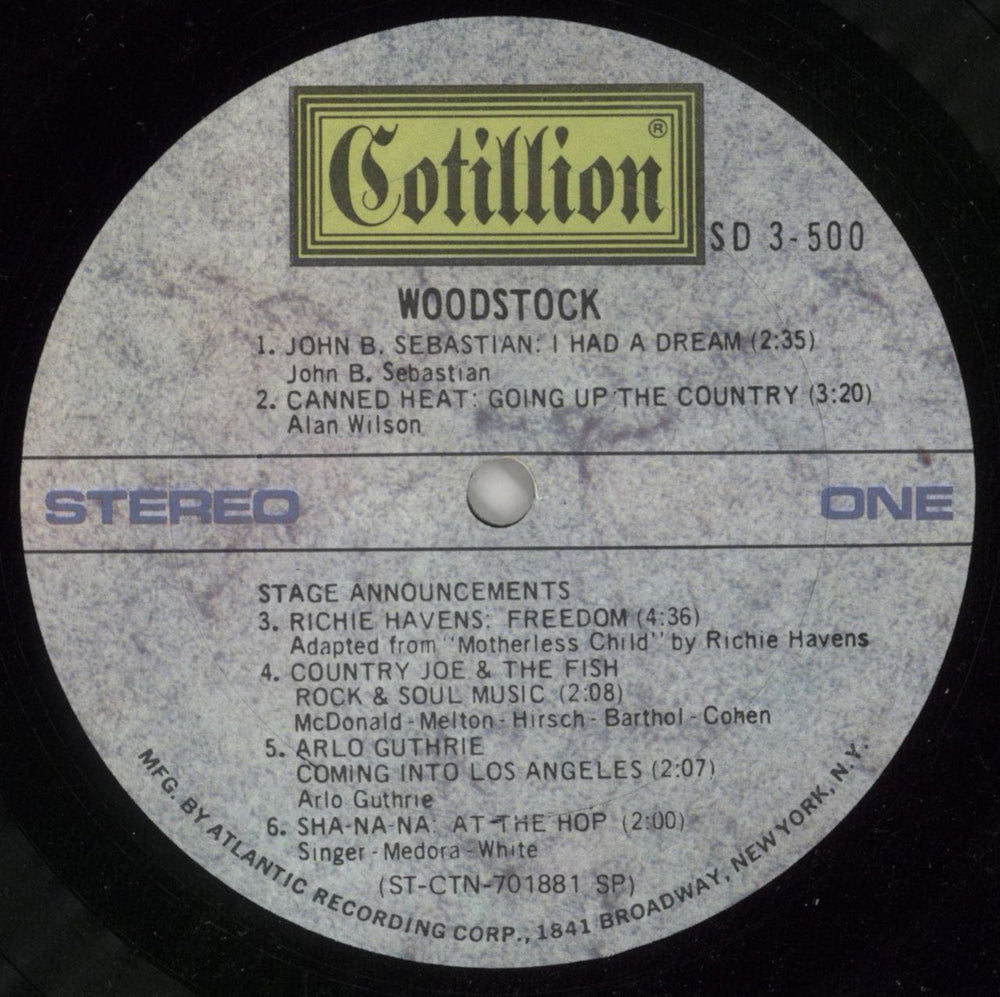 Cotillion ®
SD 3-500
WOODSTOCK
1. JOHN B. SEBASTIAN: I HAD A DREAM (2:35)
John B. Sebastian
2. CANNED HEAT: GOING UP THE COUNTRY (3:20)
Alan Wilson
STEREO
ONE
STAGE ANNOUNCEMENTS
3. RICHIE HAVENS: FREEDOM (4:36)
Adapted from "Motherless Child" by Richie Havens
4. COUNTRY JOE & THE FISH
ROCK & SOUL MUSIC (2:08)
McDonald - Melton - Hirsch - Barthol - Cohen
5. ARLO GUTHRIE
COMING INTO LOS ANGELES (2:07)
Arlo Guthrie
6. SHA-NA-NA: AT THE HOP (2:00)
Singer - Medora - White
(ST-CTN-701881 SP)
MFG. BY ATLANTIC RECORDING CORP., 1841 BROADWAY, NEW YORK, N.Y.